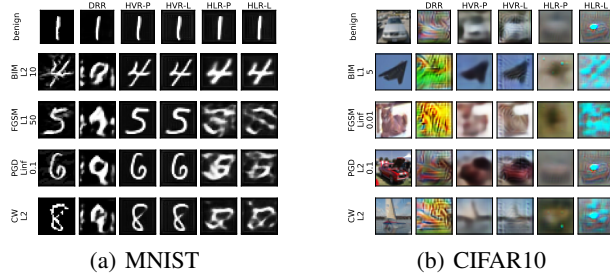 DRR HVR-P HVR-L HLR-P HLR-L
benign
BIM
L2
10
FGSM
L1
50
PGD
Linf
0.1
CW
L2
(a) MNIST
DRR HVR-P HVR-L HLR-P HLR-L
benign
BIM
L1
5
FGSM
Linf
0.01
PGD
L2
0.1
CW
L2
(b) CIFAR10